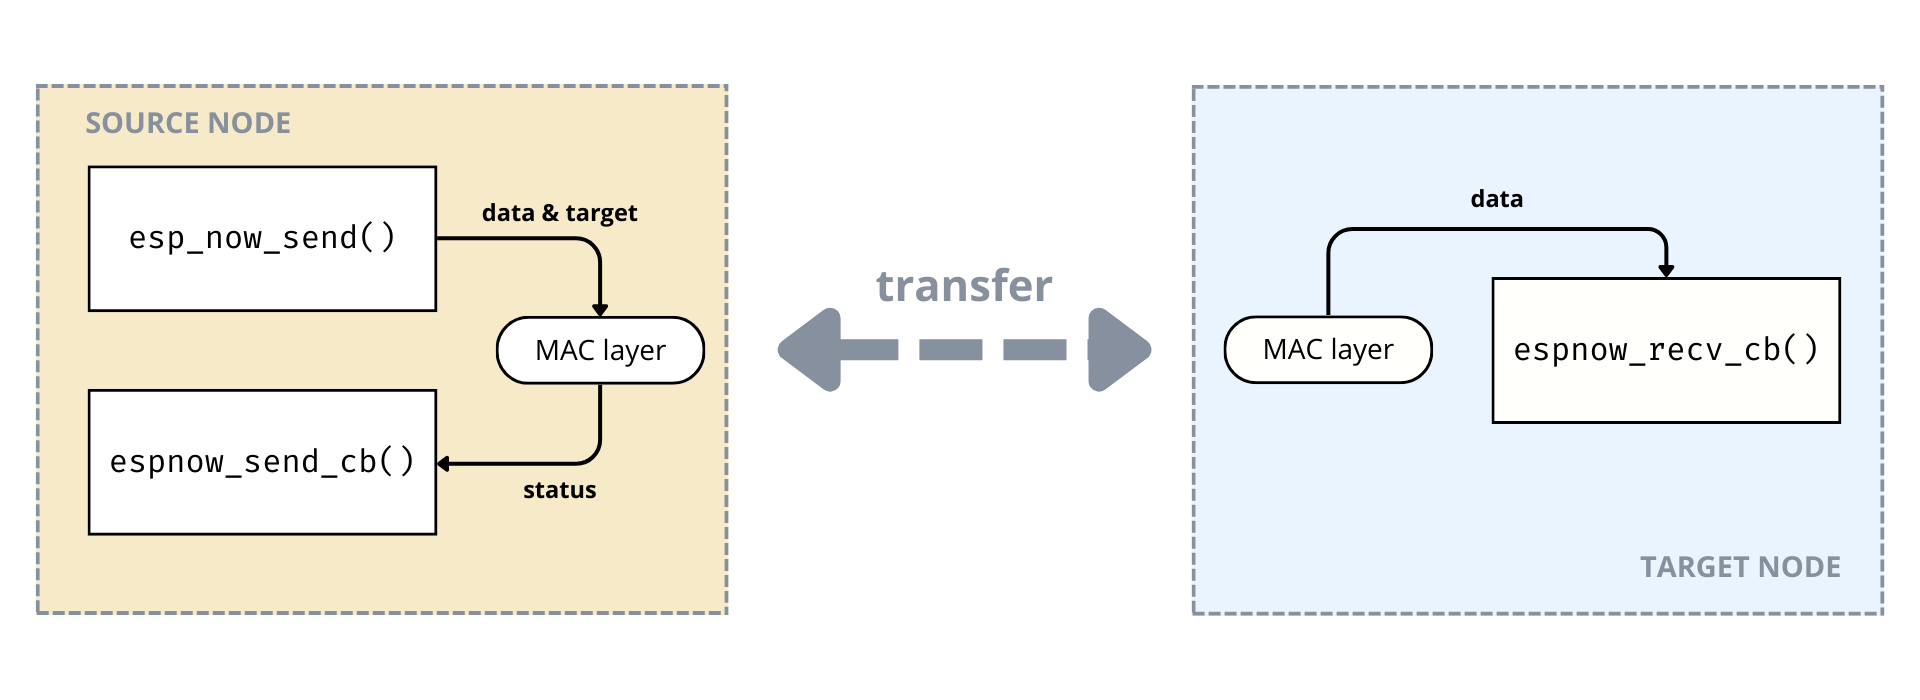 SOURCE NODE
esp_now_send()
data & target
MAC layer
espnow_send_cb()
status
transfer
data
MAC layer
espnow_recv_cb()
TARGET NODE